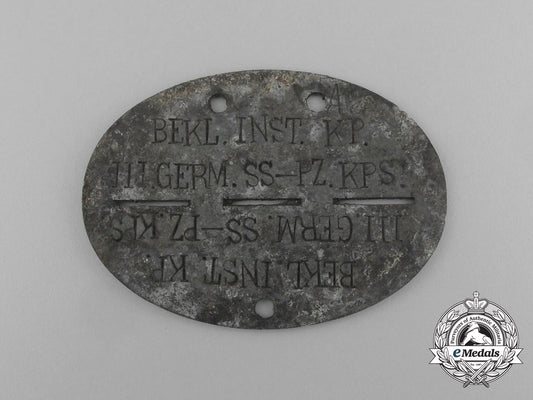 A
BEKL. INST. KP.
III. GERM. SS-PZ. KPS.
III GERM. SS-PZ. KPS
BEKL. INST. KP.
eMedals